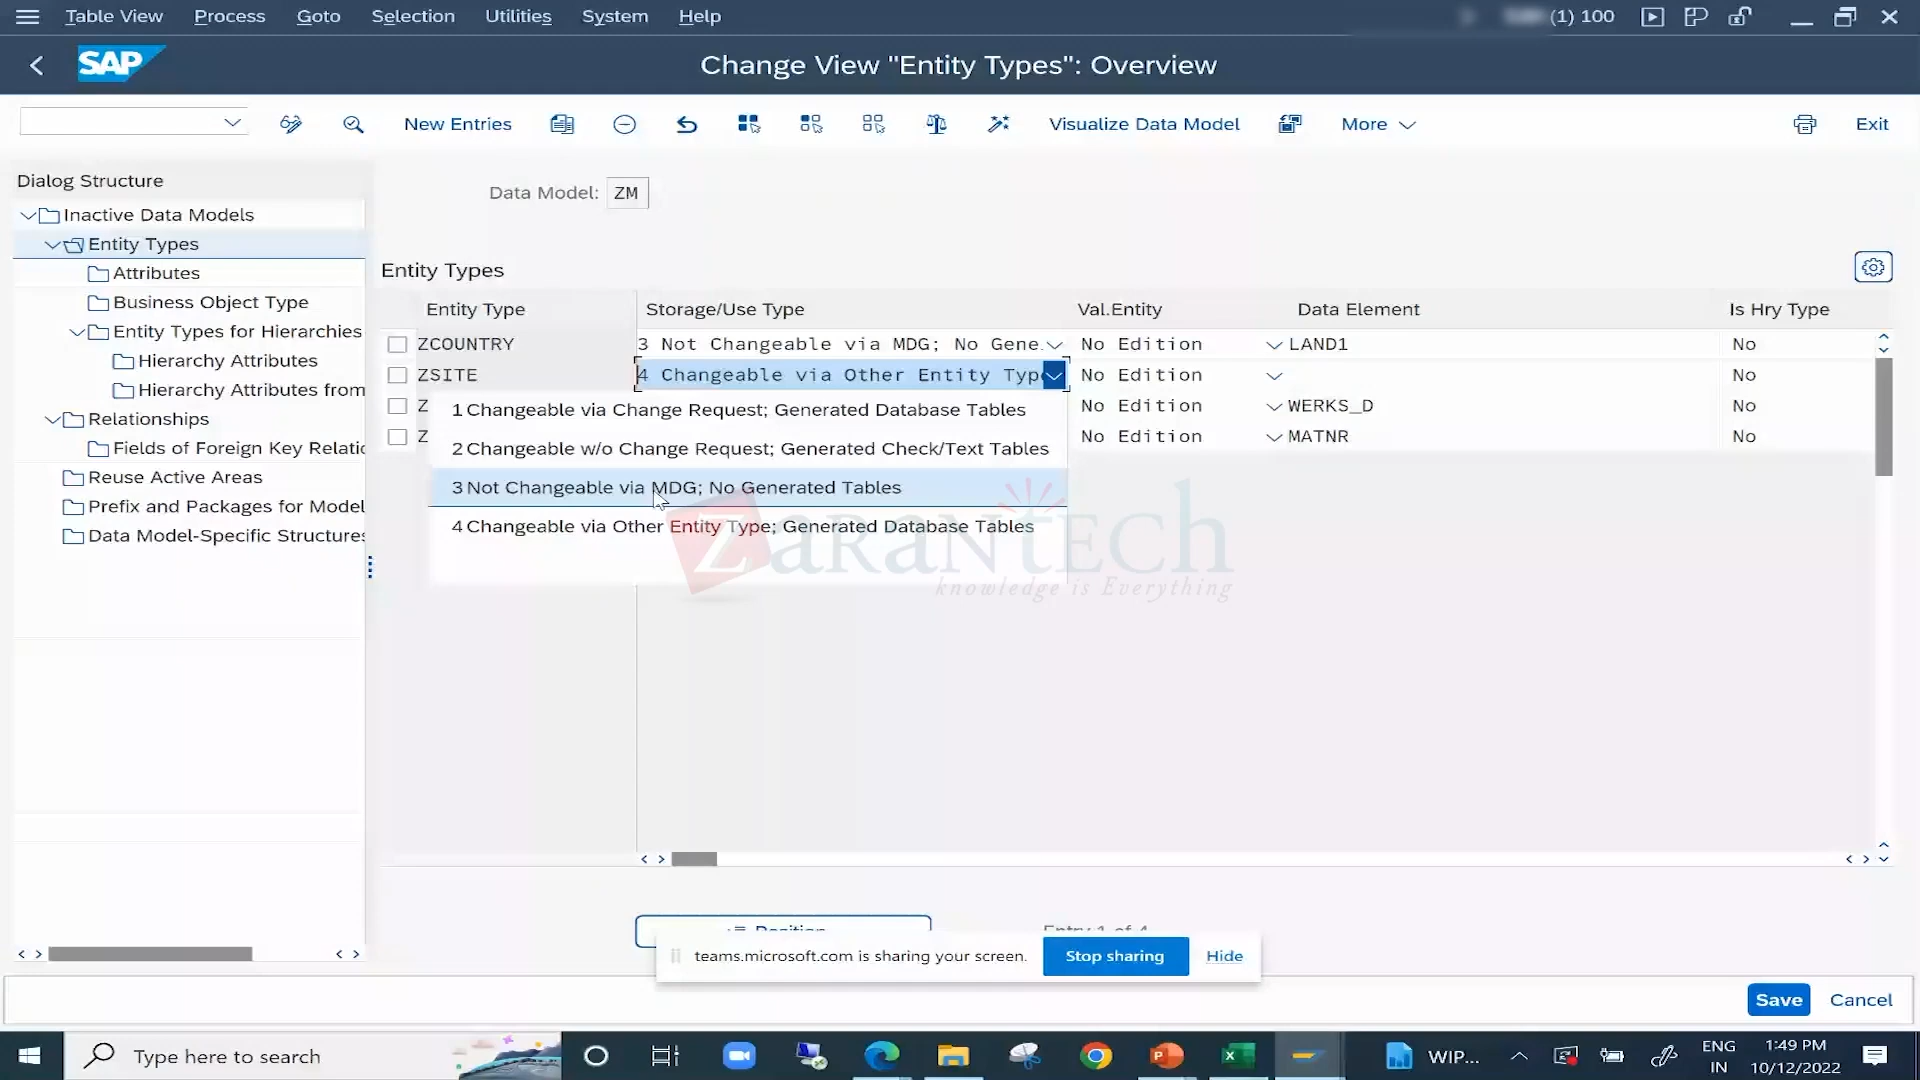 Table View Process Goto Selection Utilities System Help (1) 100
SAP Change View "Entity Types": Overview
New Entries Visualize Data Model More Exit
Dialog Structure
Inactive Data Models
Entity Types
Attributes
Business Object Type
Entity Types for Hierarchies
Hierarchy Attributes
Hierarchy Attributes from
Relationships
Fields of Foreign Key Relatio
Reuse Active Areas
Prefix and Packages for Model
Data Model-Specific Structures
Data Model: ZM
Entity Types
Entity Type Storage/Use Type Val.Entity Data Element Is Hry Type
ZCOUNTRY 3 Not Changeable via MDG; No Gene. No Edition LAND1 No
ZSITE 4 Changeable via Other Entity Typ No Edition No
Z No Edition WERKS_D No
Z No Edition MATNR No
1 Changeable via Change Request; Generated Database Tables
2 Changeable w/o Change Request; Generated Check/Text Tables
3 Not Changeable via MDG; No Generated Tables
4 Changeable via Other Entity Type; Generated Database Tables
ZaranTech
knowledge is Everything
Position... Entry 1 of 4
teams.microsoft.com is sharing your screen. Stop sharing Hide
Save Cancel
Type here to search WIP... ENG 1:49 PM
IN 10/12/2022